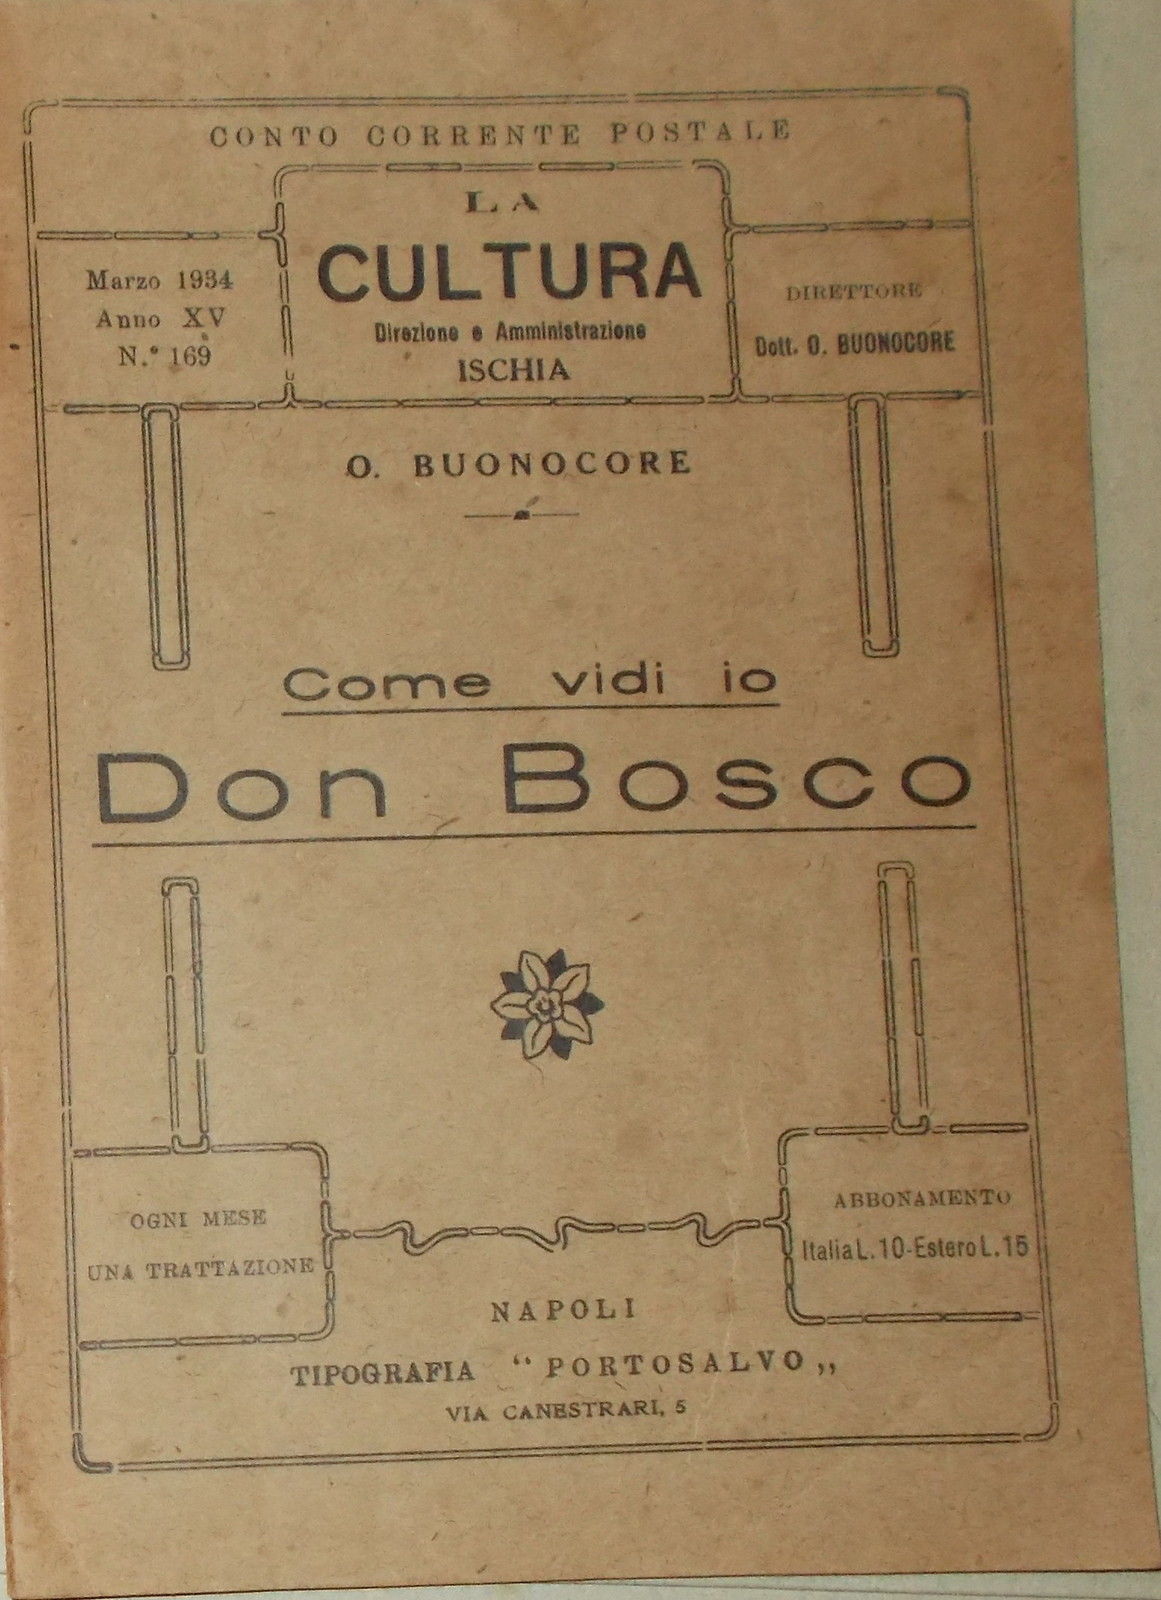 CONTO CORRENTE POSTALE
LA
CULTURA
Direzione e Amministrazione
ISCHIA
Marzo 1934
Anno XV
N.° 169
DIRETTORE
Dott. O. BUONOCORE
O. BUONOCORE
Come vidi io
Don Bosco
OGNI MESE
UNA TRATTAZIONE
ABBONAMENTO
Italia L. 10-Estero L. 15
NAPOLI
TIPOGRAFIA “PORTOSALVO„
VIA CANESTRARI, 5